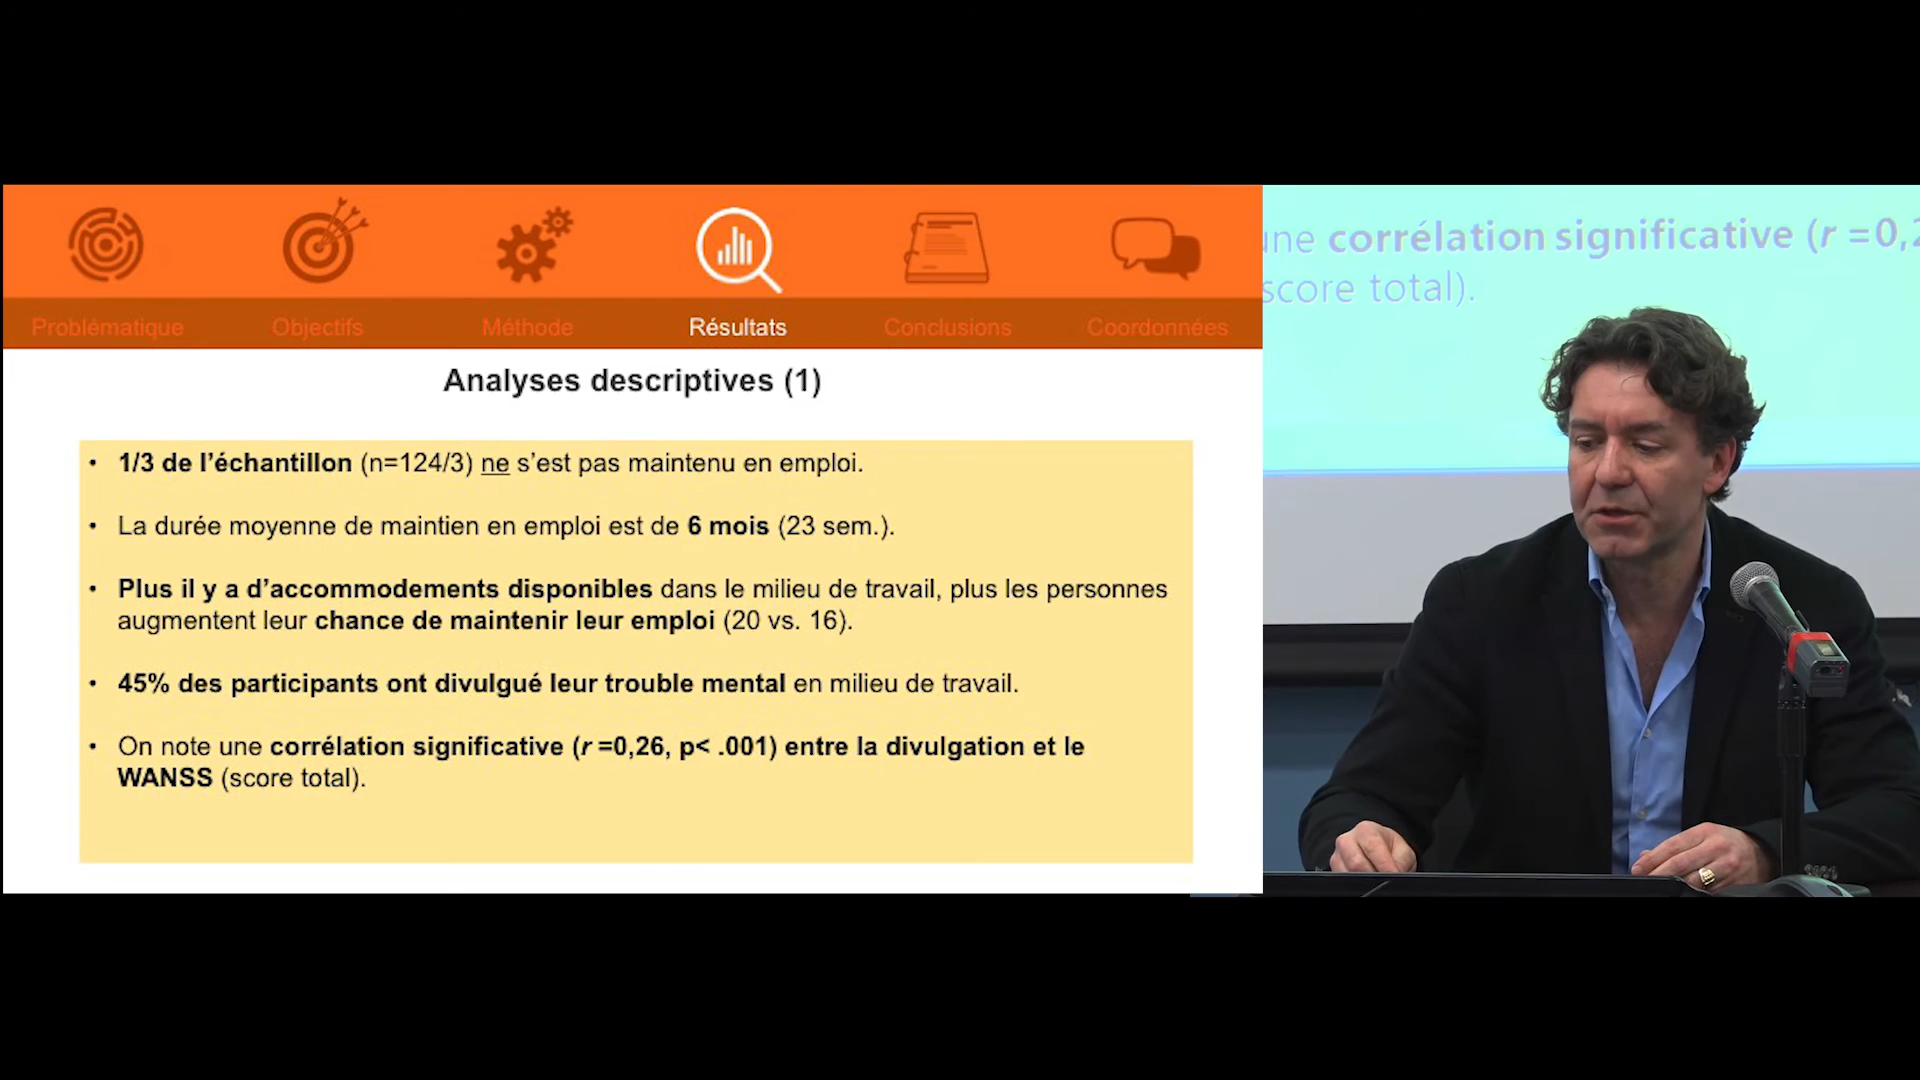 Problématique
Objectifs
Méthode
Résultats
Conclusions
Coordonnées
Analyses descriptives (1)
• 1/3 de l’échantillon (n=124/3) ne s’est pas maintenu en emploi.
• La durée moyenne de maintien en emploi est de 6 mois (23 sem.).
• Plus il y a d’accommodements disponibles dans le milieu de travail, plus les personnes
augmentent leur chance de maintenir leur emploi (20 vs. 16).
• 45% des participants ont divulgué leur trouble mental en milieu de travail.
• On note une corrélation significative (r =0,26, p< .001) entre la divulgation et le
WANSS (score total).
une corrélation significative (r =0,2
score total).